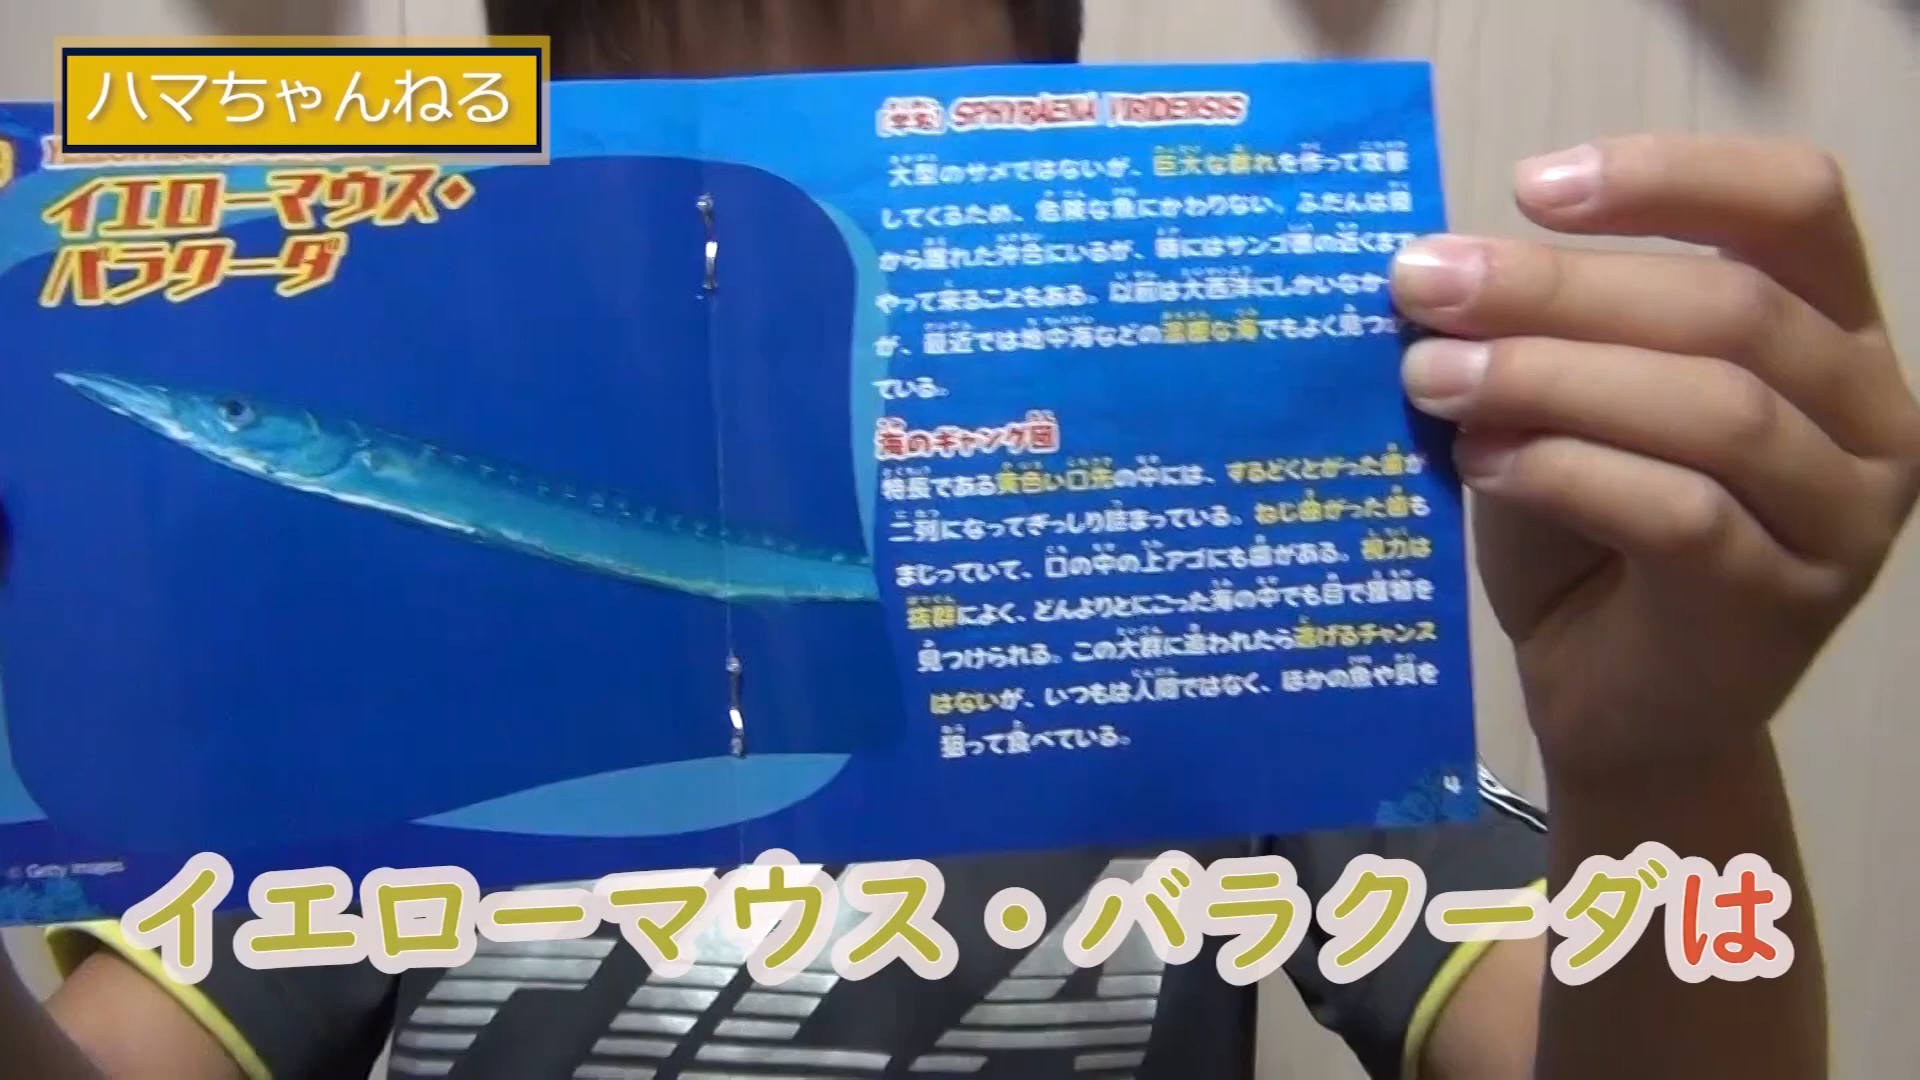 ハマちゃんねる
イエローマウス・
バラクーダ
[学名] SPHYRAENA VIRIDENSIS
大型のサメではないが、巨大な群れを作って攻撃
してくるため、危険な魚にかわりない、ふだんは陸
から離れた沖合にいるが、時にはサンゴ礁の近くまで
やって来ることもある。以前は大西洋にしかいなか
が、最近では地中海などの温暖な海でもよく見つ
ている。
海のギャング団
特長である黄色い口先の中には、するどくとがった歯が
二列になってぎっしり詰まっている。ねじ曲がった歯も
まじっていて、口の中の上アゴにも歯がある。視力は
抜群によく、どんよりとにごった海の中でも目で獲物を
見つけられる。この大群に追われたら逃げるチャンス
はないが、いつもは人間ではなく、ほかの魚や貝を
狙って食べている。
4
© Getty Images
イエローマウス・バラクーダは
FILA